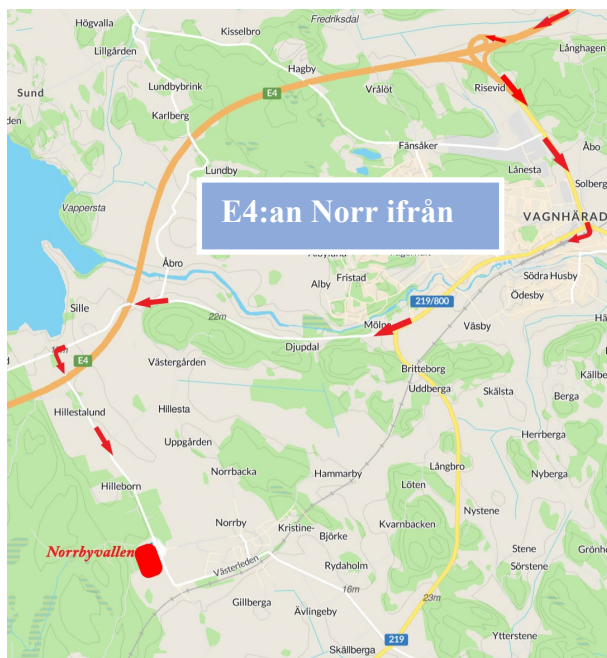 Fredriksdal
Högvalla
Kisselbro
Långhagen
Lillgården
Hagby
Lundbybrink
Vrålöt
Risevid
Sund
E4
Karlberg
Fänsåker
Åbo
Lundby
Lånesta
Solberg
E4:an Norr ifrån
Vappersta
VAGNHÄRAD
Åbro
Fristad
Södra Husby
Alby
Ödesby
219/800
Sille
22m
Mölna
Väsby
Djupdal
E4
Västergården
Britteborg
Uddberga
Skälsta
Berga
Hillestalund
Hillesta
Uppgården
Herrberga
Norrbacka
Hammarby
Långbro
Nyberga
Hilleborn
Löten
Nystene
Norrby
Kristine-
Björke
Kvarnbacken
Norrbyvallen
Stene
Grönh
Västerleden
Rydaholm
Sörstene
16m
Gillberga
Ävlingeby
23m
219
Ytterstene
Skällberga